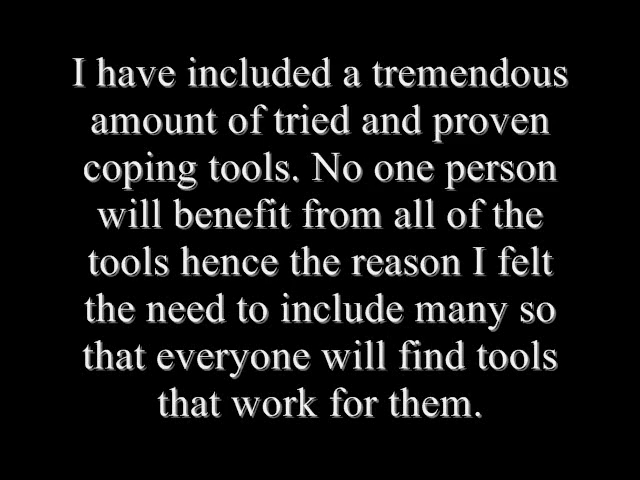 I have included a tremendous
amount of tried and proven
coping tools. No one person
will benefit from all of the
tools hence the reason I felt
the need to include many so
that everyone will find tools
that work for them.